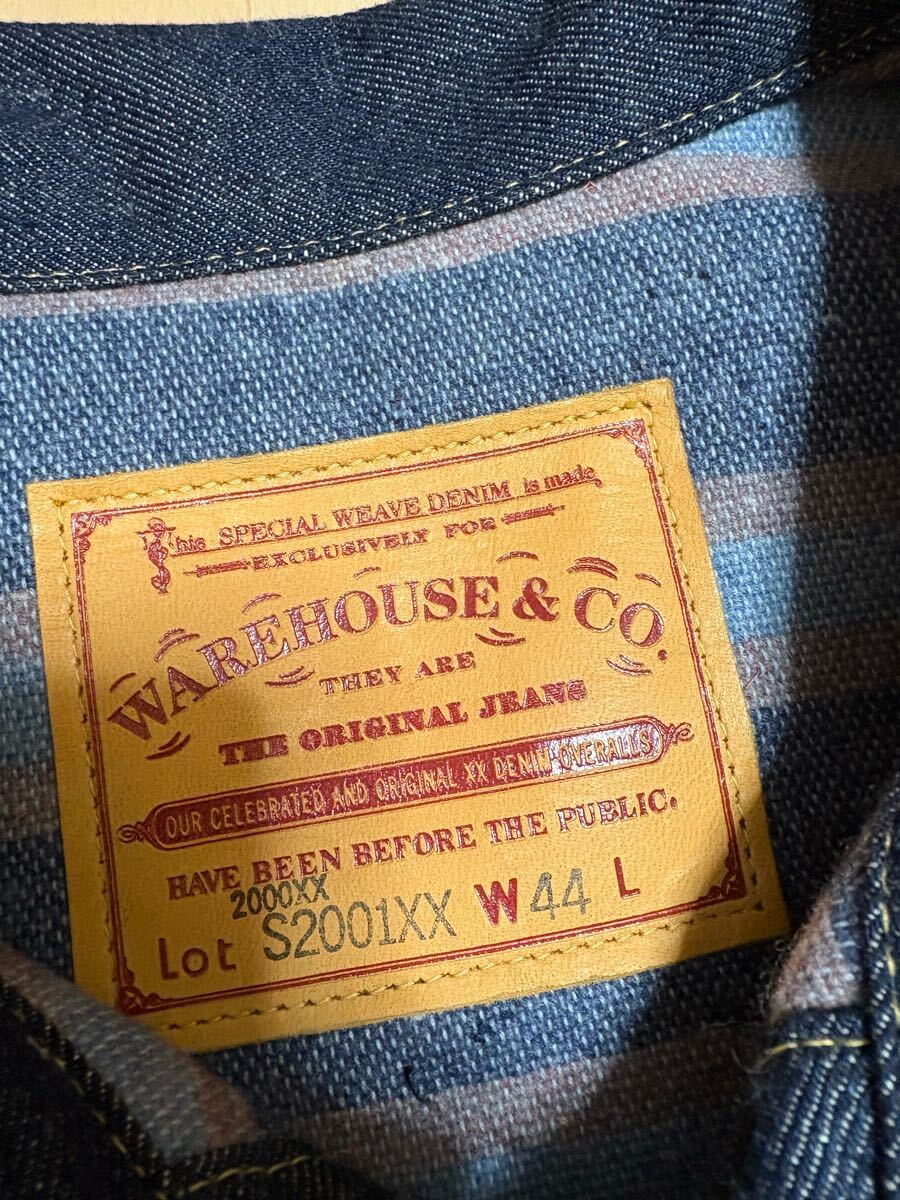 This SPECIAL WEAVE DENIM is made
EXCLUSIVELY FOR
WAREHOUSE & CO.
THEY ARE
THE ORIGINAL JEANS
OUR CELEBRATED AND ORIGINAL XX DENIM OVERALLS
HAVE BEEN BEFORE THE PUBLIC.
2000XX
Lot S2001XX W 44 L